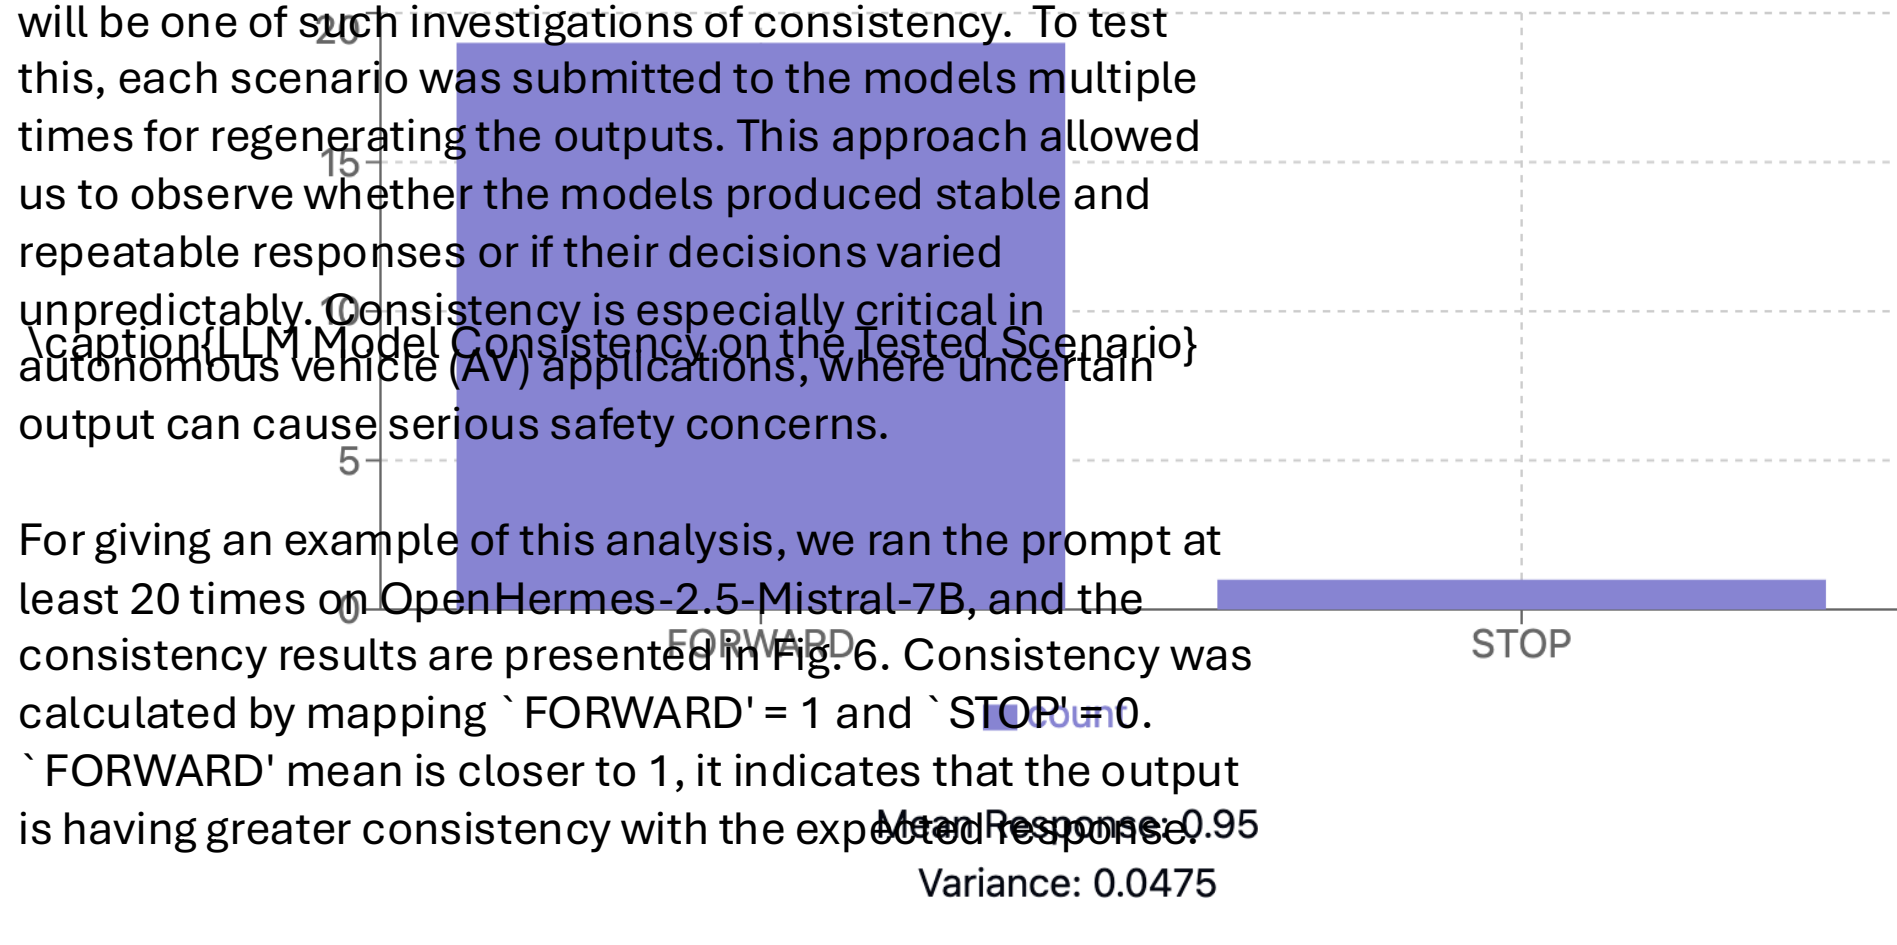 will be one of such investigations of consistency. To test
this, each scenario was submitted to the models multiple
times for regenerating the outputs. This approach allowed
us to observe whether the models produced stable and
repeatable responses or if their decisions varied
unpredictably. Consistency is especially critical in
\caption{LLM Model Consistency on the Tested Scenario}
autonomous vehicle (AV) applications, where uncertain
output can cause serious safety concerns.
For giving an example of this analysis, we ran the prompt at
least 20 times on OpenHermes-2.5-Mistral-7B, and the
consistency results are presented in Fig. 6. Consistency was
calculated by mapping `FORWARD' = 1 and `STOP' = 0.
`FORWARD' mean is closer to 1, it indicates that the output
is having greater consistency with the expected response.
20
15
10
5
0
FORWARD
STOP
count
Mean Response: 0.95
Variance: 0.0475